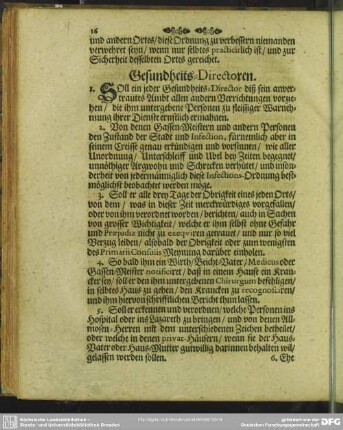 16
und andern Ortes/ diese Ordnung zu verbessern niemanden
verwehret seyn/ wenn nur selbtes practicirlich ist/ und zur
Sicherheit desselbten Ortes gereichet.
Gesundheits-Directoren.
1. SOll ein jeder Gesundheits-Director diß sein anver-
trautes Ambt allen andern Verrichtungen vorzie-
hen/ die ihm untergebene Personen zu fleissiger Warneh-
mung ihrer Dienste ernstlich ermahnen.
2. Von denen Gassen-Meistern und andern Personen
den Zustand der Stadt und Infection, fürnemlich aber in
seinem Creisse genau erkündigen und vorsinnen/ wie aller
Unordnung/ Unterschleiff und Ubel bey Zeiten begegnet/
unnöthiger Argwohn und Schrecken verhütet/ und inson-
derheit von jedermänniglich diese Infections-Ordnung best-
möglichst beobachtet werden möge.
3. Soll er alle drey Tage der Obrigkeit eines jeden Orts/
von dem/ was in dieser Zeit merckwürdiges vorgefallen/
oder von ihm verordnet worden/ berichten/ auch in Sachen
von grosser Wichtigkeit/ welche er ihm selbst ohne Gefahr
und Præjudiz nicht zu exequiren getrauet/ und nur so viel
Verzug leiden/ alsobald der Obrigkeit oder zum wenigsten
des Primarii Consulis Meynung darüber einholen.
4. So bald ihm ein Wirth/ Beicht-Vater/ Medicus oder
Gassen-Meister notificiret/ daß in einem Hause ein Kran-
cker sey/ soll er den ihm untergebenen Chirurgum befehligen/
in selbtes Haus zu gehen/ den Krancken zu recognosciren/
und ihm hiervon schrifftlichen Bericht thun lassen.
5. Soll er erkennen und verordnen/ welche Personen ins
Hospital oder ins Lazareth zu bringen/ und von denen All-
mosen-Herren mit dem unterschiedenen Zeichen betheilet/
oder welche in denen privat-Häusern/ wenn sie der Haus-
Vater oder Haus-Mutter gutwillig darinnen behalten wil/
gelassen werden sollen.
6. Ehe